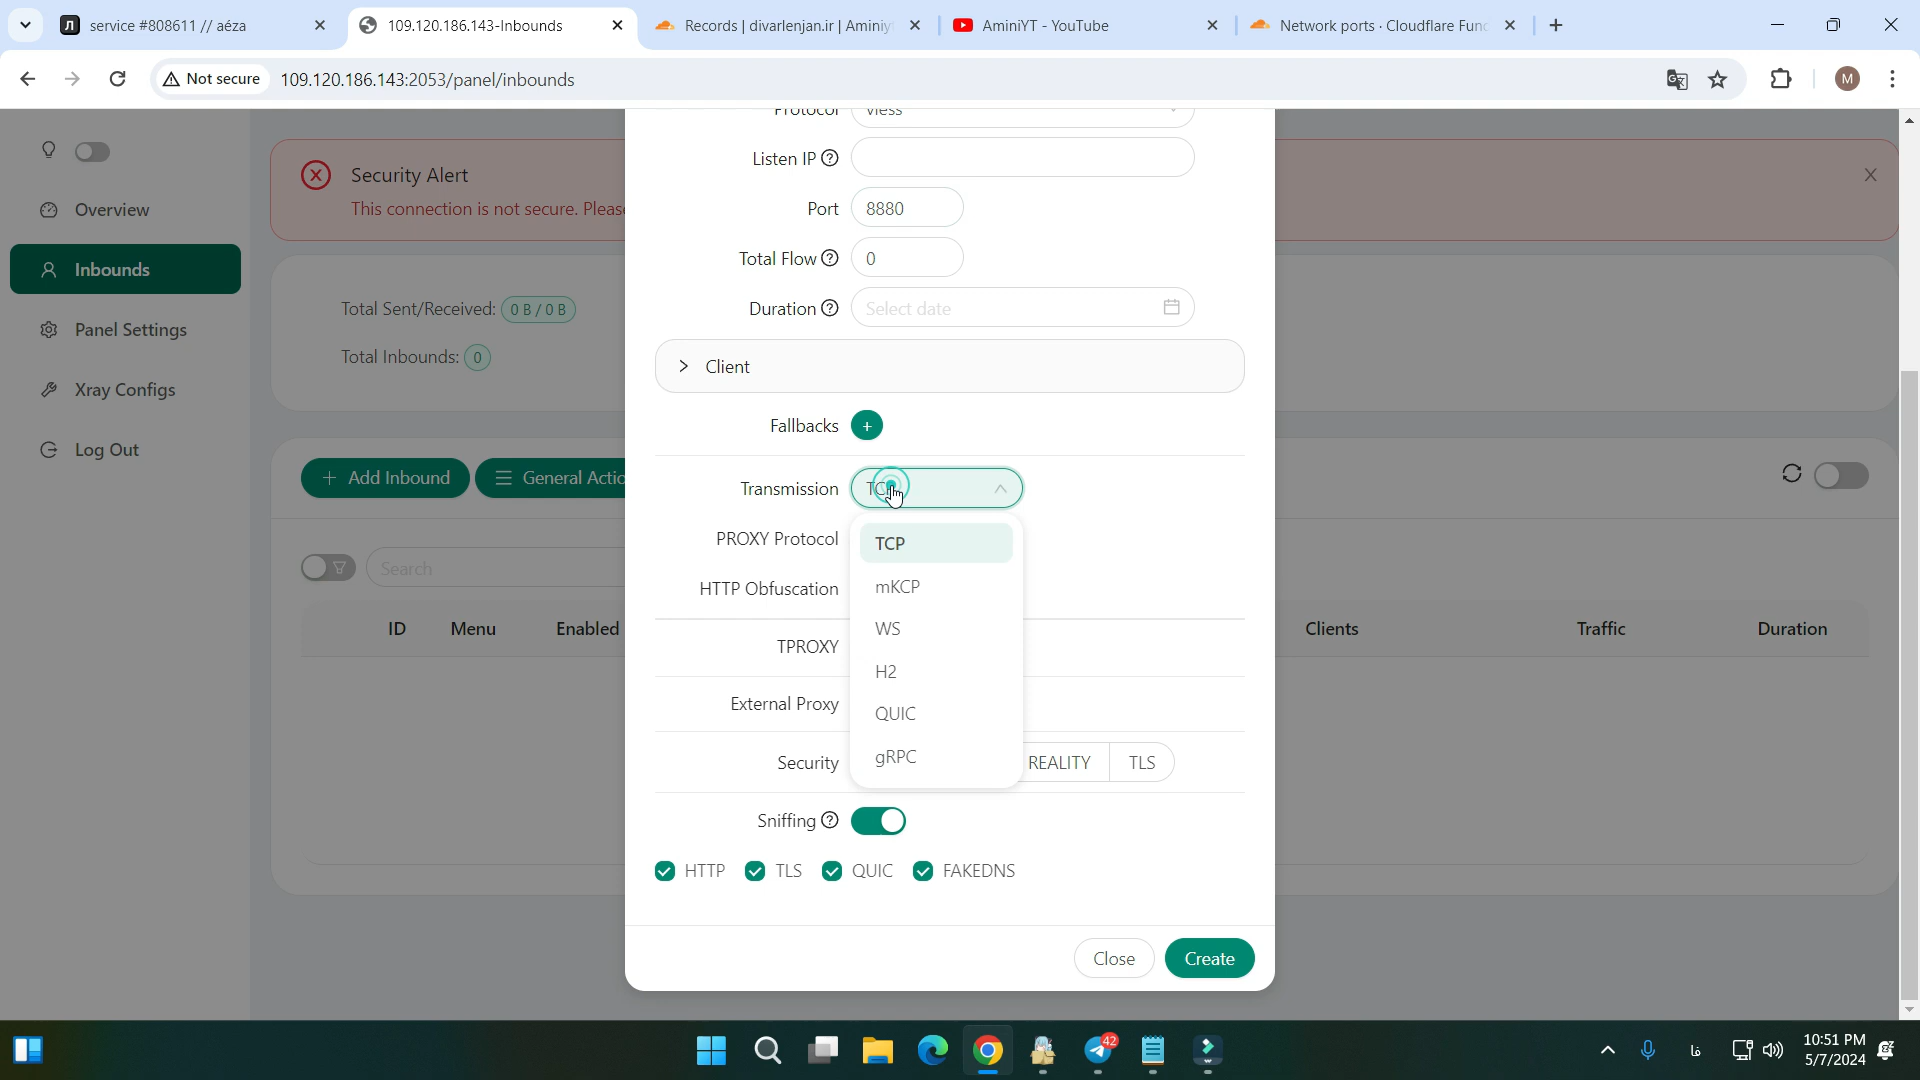 service #808611 // aéza
109.120.186.143-Inbounds
Records | divarlenjan.ir | Aminiy
AminiYT - YouTube
Network ports · Cloudflare Fund
Not secure
109.120.186.143:2053/panel/inbounds
M
Overview
Inbounds
Panel Settings
Xray Configs
Log Out
Security Alert
This connection is not secure. Please
Total Sent/Received: 0 B / 0 B
Total Inbounds: 0
Add Inbound
General Actio
Search
ID
Menu
Enabled
Clients
Traffic
Duration
Protocol
vless
Listen IP
Port
8880
Total Flow
0
Duration
Select date
Client
Fallbacks
+
Transmission
PROXY Protocol
HTTP Obfuscation
TPROXY
External Proxy
Security
TCP
TCP
mKCP
WS
H2
QUIC
gRPC
REALITY
TLS
Sniffing
HTTP
TLS
QUIC
FAKEDNS
Close
Create
42
فا
10:51 PM
5/7/2024